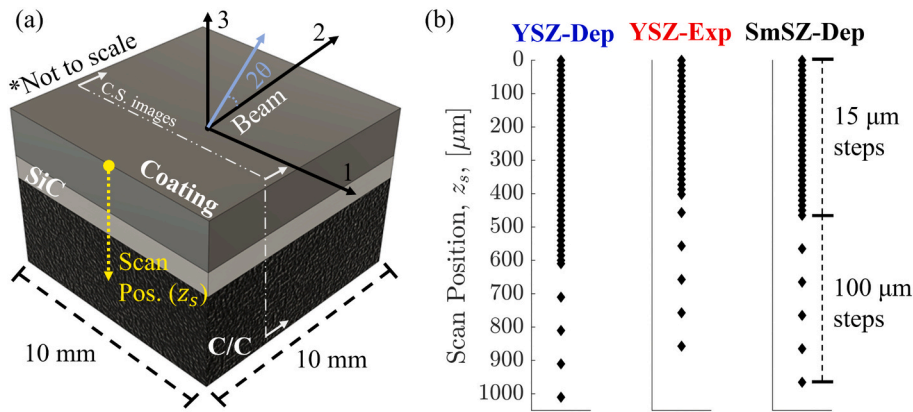 (a)
3
2
2θ
*Not to scale
C.S. images
Beam
1
Coating
SiC
Scan
Pos. (zₛ)
C/C
10 mm
10 mm
(b)
YSZ-Dep
YSZ-Exp
SmSZ-Dep
Scan Position, zₛ, [μm]
0
100
200
300
400
500
600
700
800
900
1000
15 μm
steps
100 μm
steps